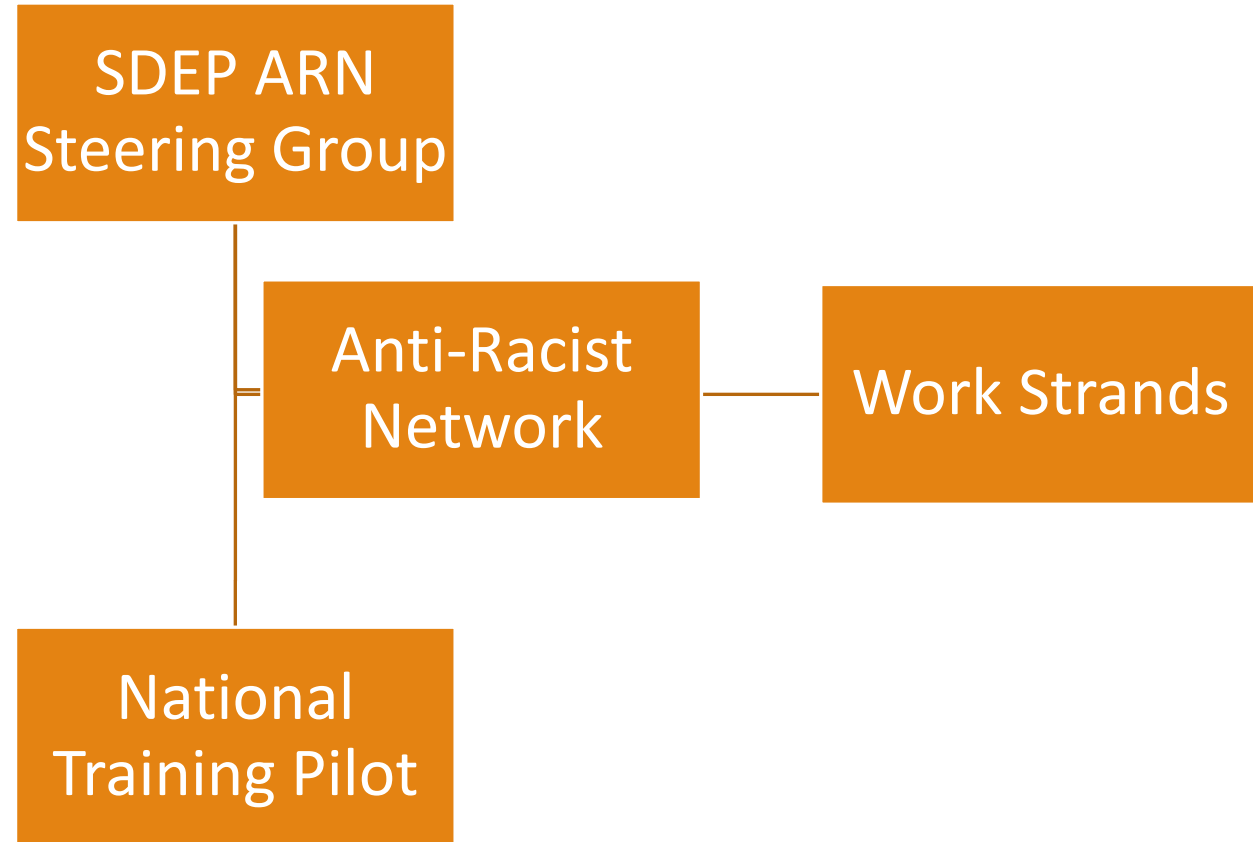 SDEP ARN
Steering Group
Anti-Racist
Network
Work Strands
National
Training Pilot